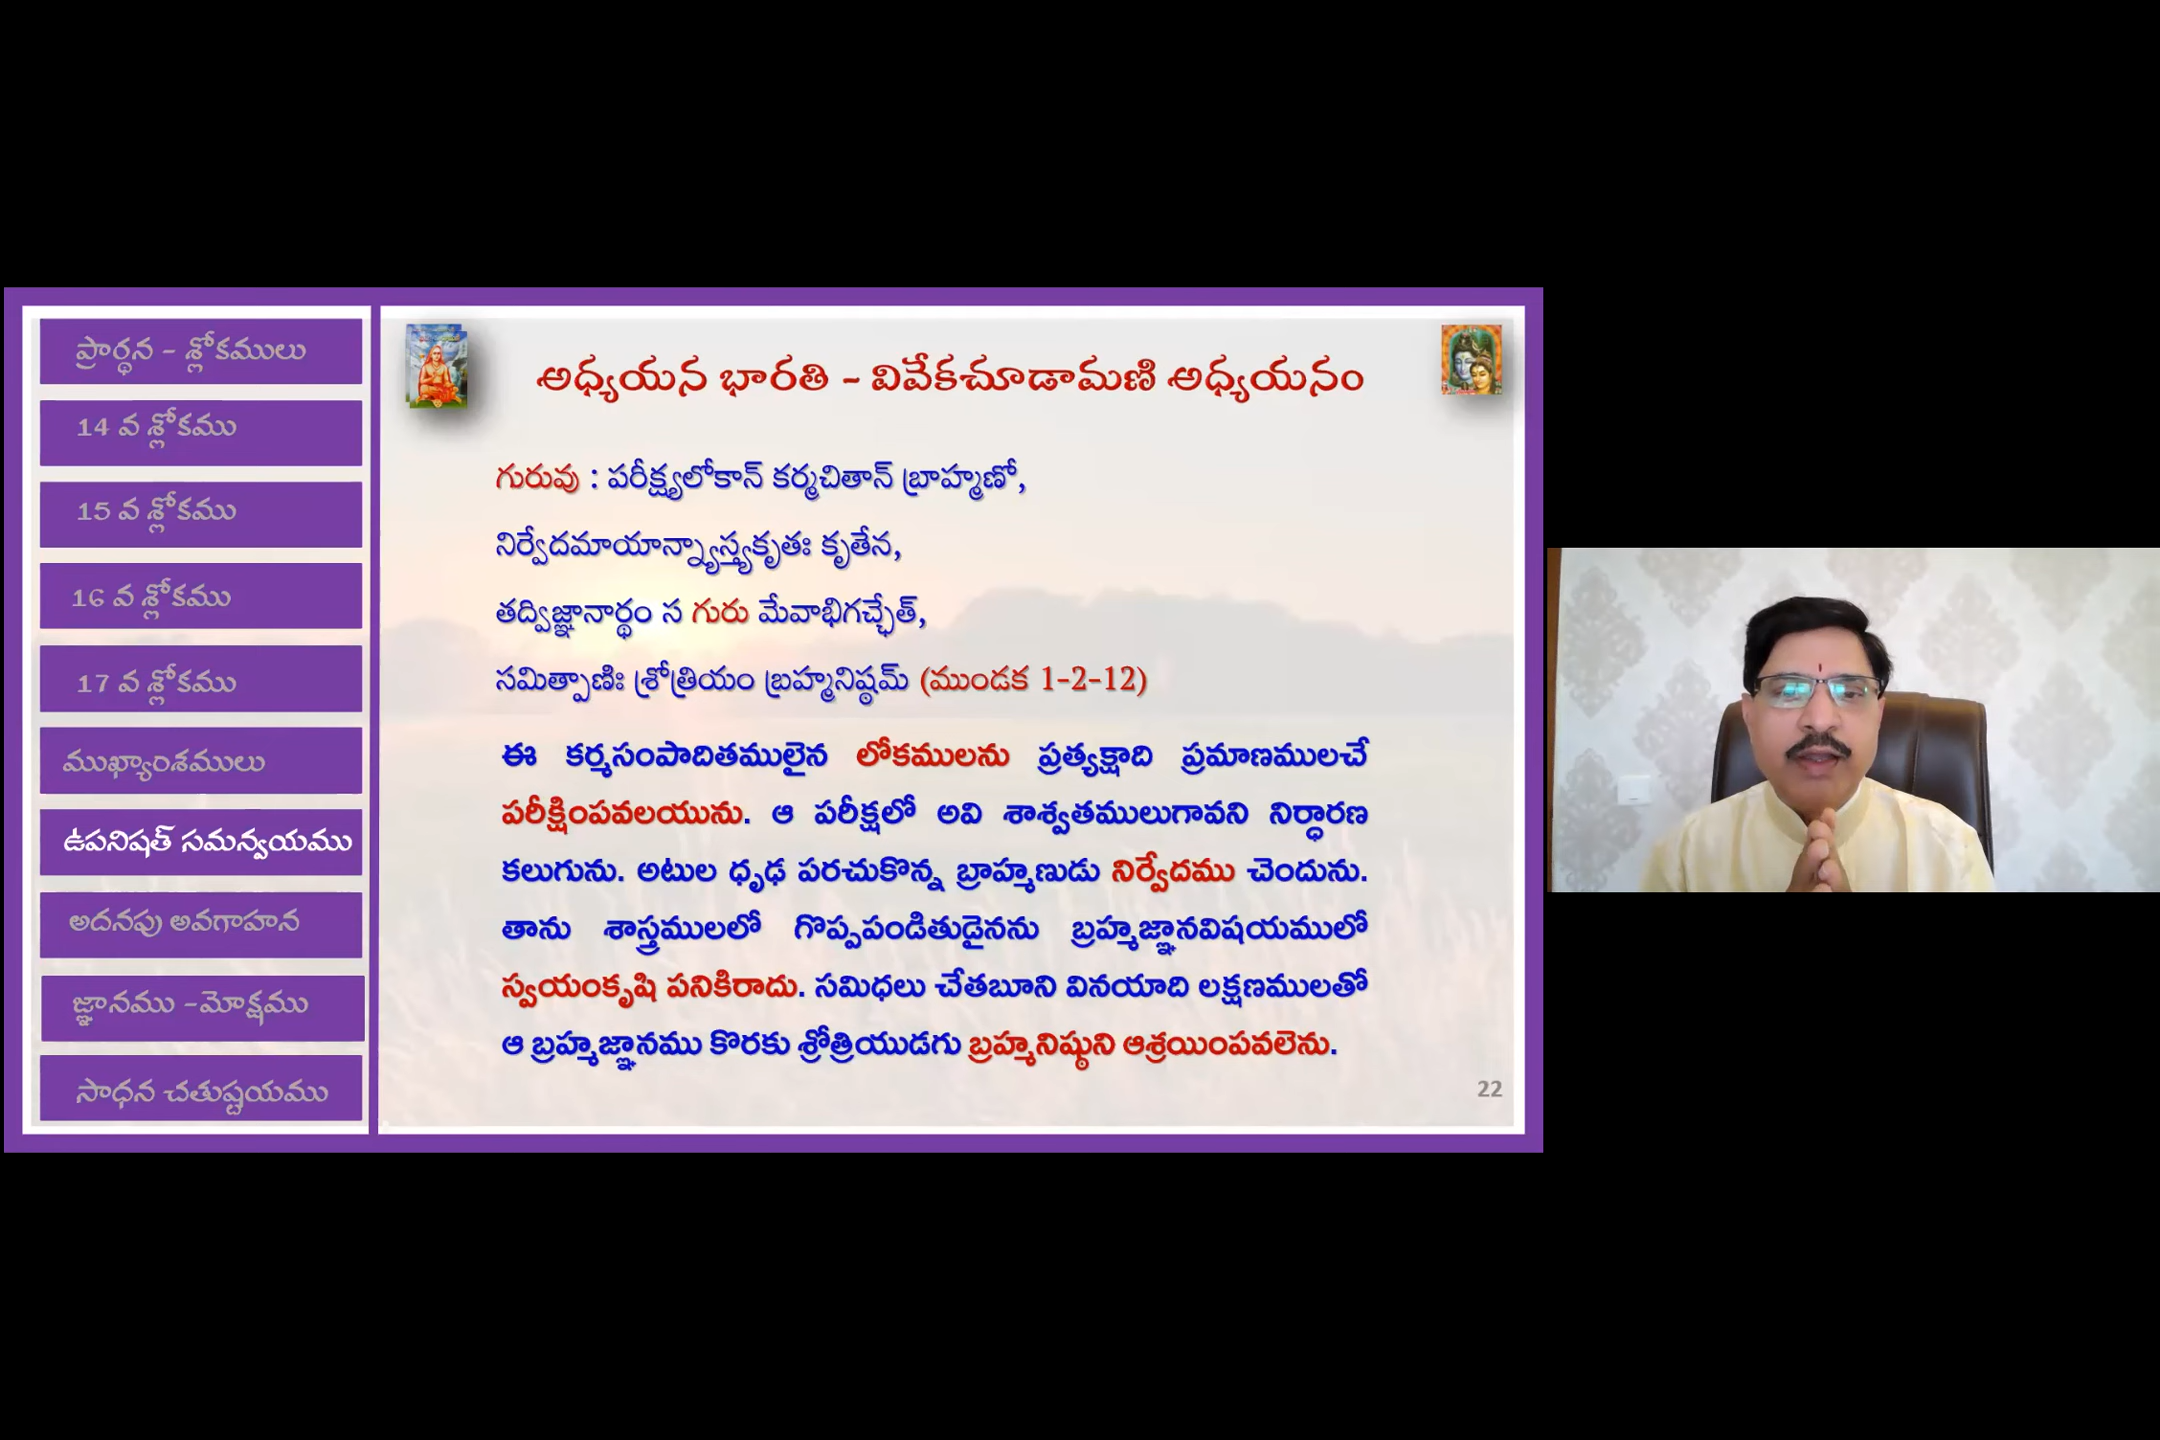 ప్రార్థన – శ్లోకములు
14 వ శ్లోకము
15 వ శ్లోకము
16 వ శ్లోకము
17 వ శ్లోకము
ముఖ్యాంశములు
ఉపనిషత్ సమన్వయము
అదనపు అవగాహన
జ్ఞానము –మోక్షము
సాధన చతుష్టయము
అధ్యయన భారతి – వివేకచూడామణి అధ్యయనం
గురువు : పరీక్ష్యలోకాన్ కర్మచితాన్ బ్రాహ్మణో,
నిర్వేదమాయాన్న్యాస్త్యకృతః కృతేన,
తద్విజ్ఞానార్థం స గురు మేవాభిగచ్ఛేత్,
సమిత్పాణిః శ్రోత్రియం బ్రహ్మనిష్ఠమ్ (ముండక 1-2-12)
ఈ కర్మసంపాదితములైన లోకములను ప్రత్యక్షాది ప్రమాణములచే
పరీక్షింపవలయును. ఆ పరీక్షలో అవి శాశ్వతములుగావని నిర్ధారణ
కలుగును. అటుల ధృఢ పరచుకొన్న బ్రాహ్మణుడు నిర్వేదము చెందును.
తాను శాస్త్రములలో గొప్పపండితుడైనను బ్రహ్మజ్ఞానవిషయములో
స్వయంకృషి పనికిరాదు. సమిధలు చేతబూని వినయాది లక్షణములతో
ఆ బ్రహ్మజ్ఞానము కొరకు శ్రోత్రియుడగు బ్రహ్మనిష్ఠుని ఆశ్రయింపవలెను.
22